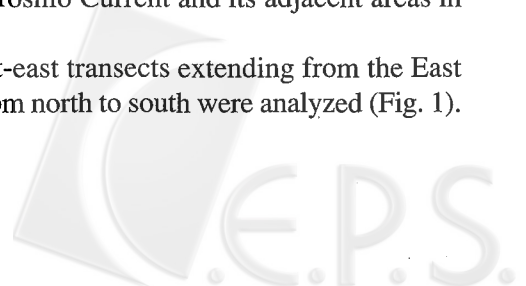 Current and its adjacent areas in
-east transects extending from the East
north to south were analyzed (Fig. 1).
C.E.P.S.